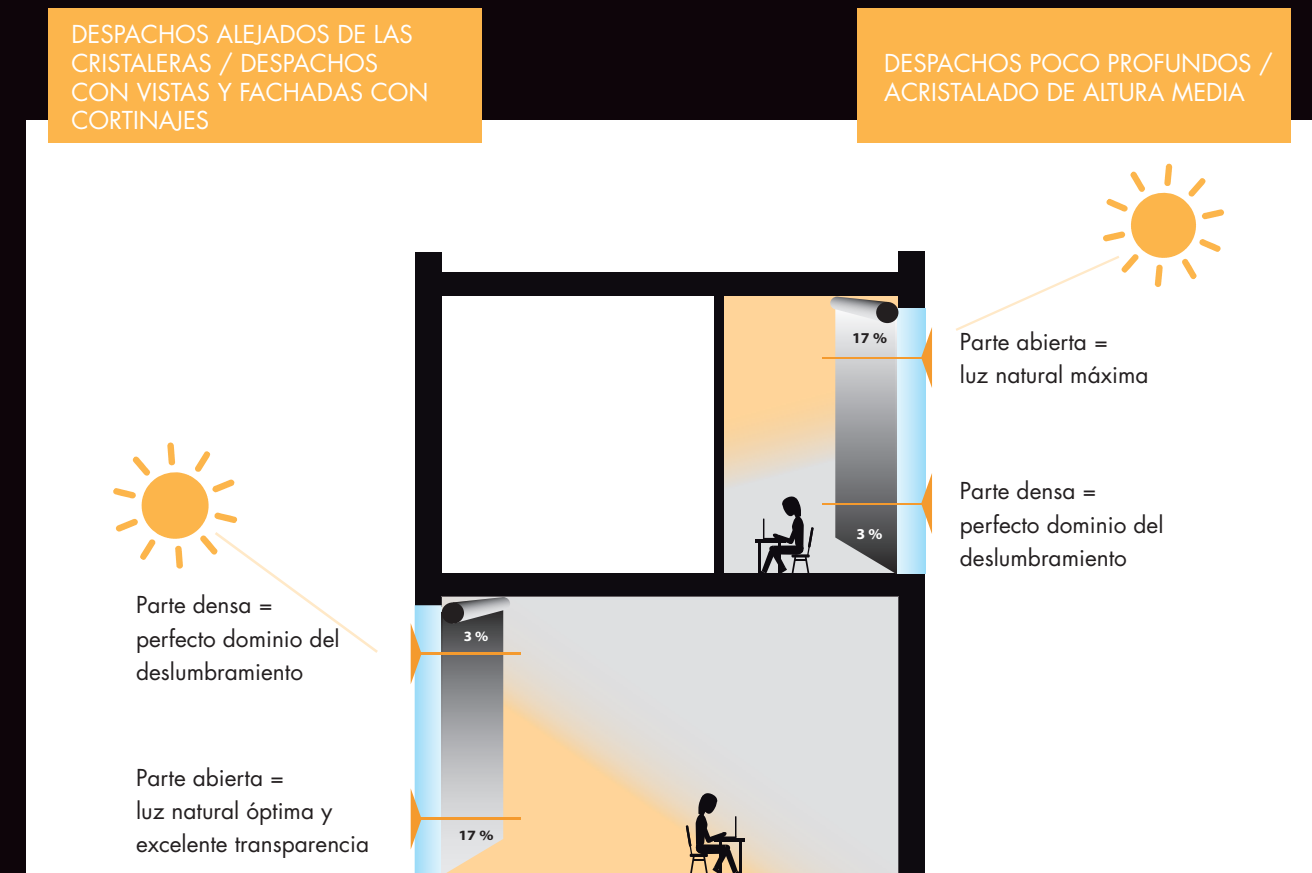 DESPACHOS ALEJADOS DE LAS
CRISTALERAS / DESPACHOS
CON VISTAS Y FACHADAS CON
CORTINAJES
DESPACHOS POCO PROFUNDOS /
ACRISTALADO DE ALTURA MEDIA
17 %
Parte abierta =
luz natural máxima
Parte densa =
perfecto dominio del
deslumbramiento
3 %
Parte densa =
perfecto dominio del
deslumbramiento
3 %
Parte abierta =
luz natural óptima y
excelente transparencia
17 %